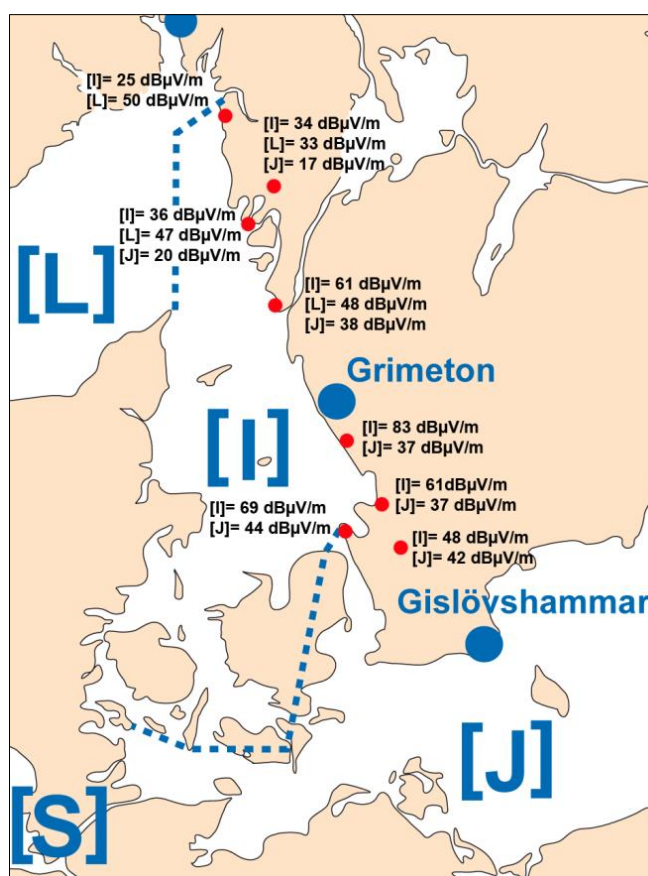 [I]= 25 dBµV/m
[L]= 50 dBµV/m
[I]= 34 dBµV/m
[L]= 33 dBµV/m
[J]= 17 dBµV/m
[I]= 36 dBµV/m
[L]= 47 dBµV/m
[J]= 20 dBµV/m
[L]
[I]= 61 dBµV/m
[L]= 48 dBµV/m
[J]= 38 dBµV/m
Grimeton
[I]
[I]= 83 dBµV/m
[J]= 37 dBµV/m
[I]= 61dBµV/m
[J]= 37 dBµV/m
[I]= 69 dBµV/m
[J]= 44 dBµV/m
[I]= 48 dBµV/m
[J]= 42 dBµV/m
Gislövshammar
[J]
[S]